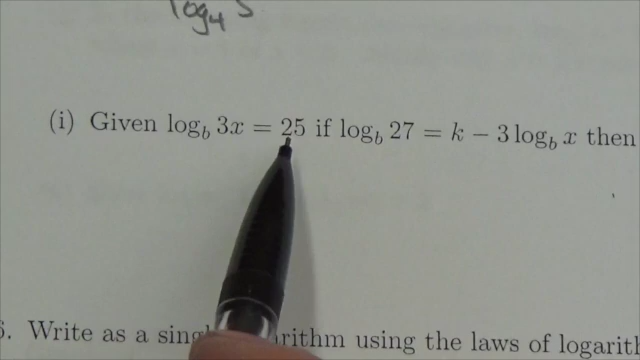 log₄ 5
(i) Given log_b 3x = 25 if log_b 27 = k − 3 log_b x then
6. Write as a single logarithm using the laws of logarith